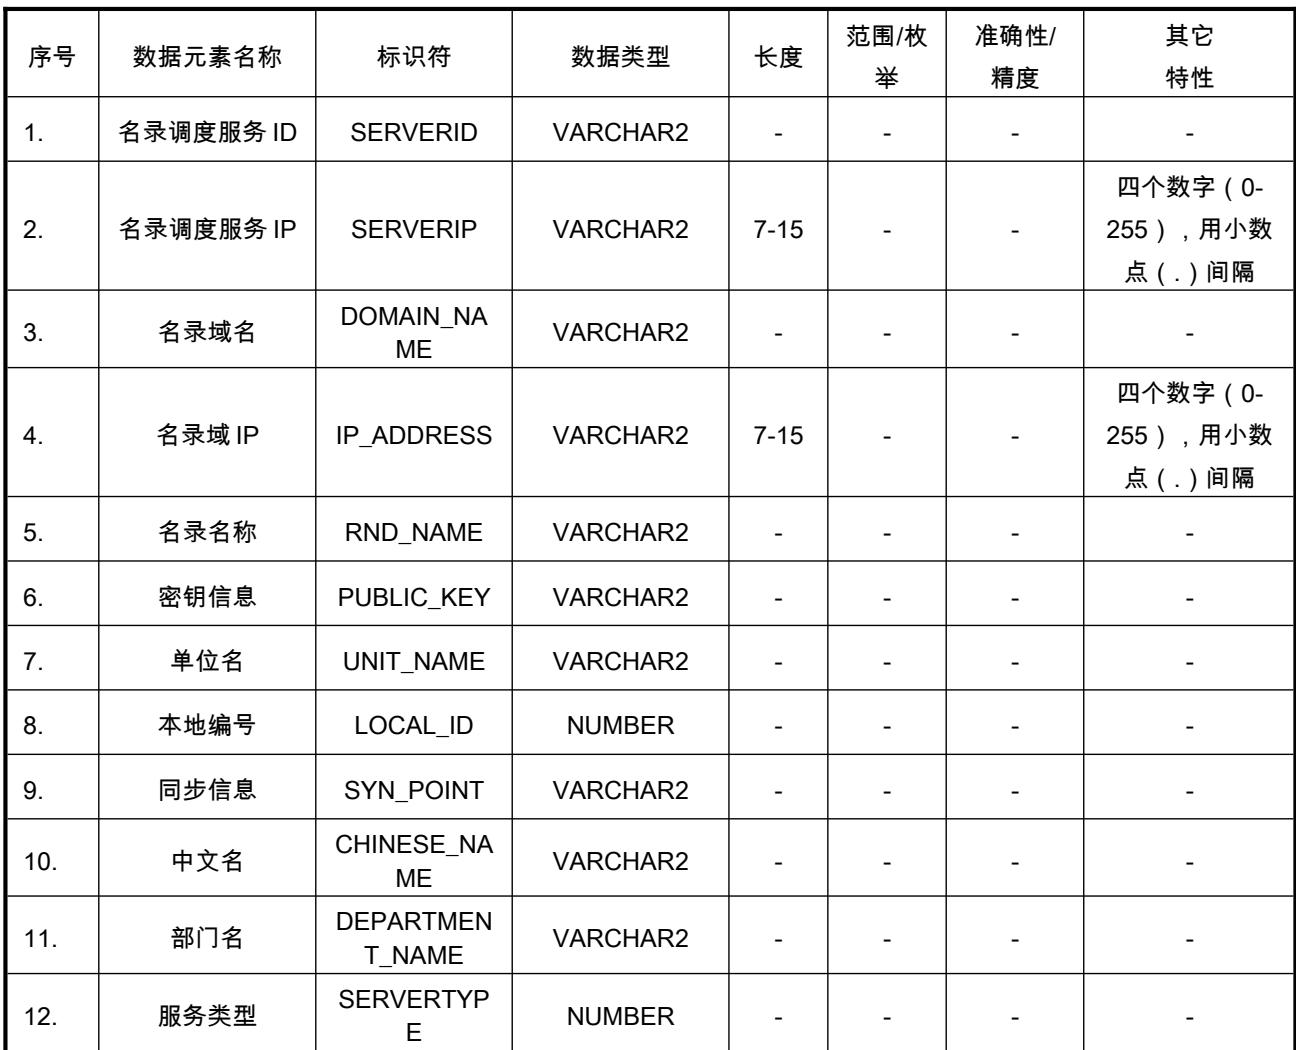 序号 数据元素名称 标识符 数据类型 长度 范围/枚举 准确性/精度 其它特性
1. 名录调度服务 ID SERVERID VARCHAR2 - - - -
2. 名录调度服务 IP SERVERIP VARCHAR2 7-15 - - 四个数字（0-255），用小数点（.）间隔
3. 名录域名 DOMAIN_NAME VARCHAR2 - - - -
4. 名录域 IP IP_ADDRESS VARCHAR2 7-15 - - 四个数字（0-255），用小数点（.）间隔
5. 名录名称 RND_NAME VARCHAR2 - - - -
6. 密钥信息 PUBLIC_KEY VARCHAR2 - - - -
7. 单位名 UNIT_NAME VARCHAR2 - - - -
8. 本地编号 LOCAL_ID NUMBER - - - -
9. 同步信息 SYN_POINT VARCHAR2 - - - -
10. 中文名 CHINESE_NAME VARCHAR2 - - - -
11. 部门名 DEPARTMENT_NAME VARCHAR2 - - - -
12. 服务类型 SERVERTYPE NUMBER - - - -